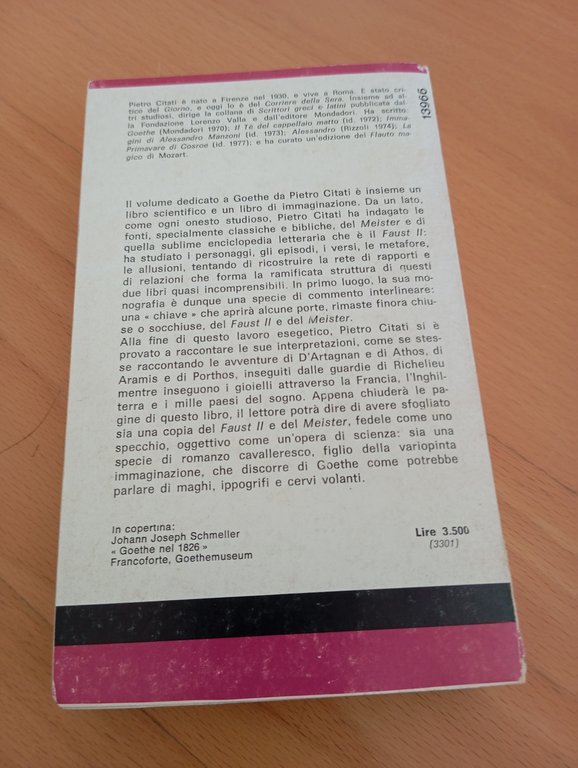 Pietro Citati è nato a Firenze nel 1930, e vive a Roma. È stato cri-
tico del Giorno, e oggi lo è del Corriere della Sera. Insieme ad al-
tri studiosi, dirige la collana di Scrittori greci e latini pubblicata dal-
la Fondazione Lorenzo Valla e dall'editore Mondadori. Ha scritto:
Goethe (Mondadori 1970); Il Tè del cappellaio matto (id. 1972); Imma-
gini di Alessandro Manzoni (id. 1973); Alessandro (Rizzoli 1974); La
Primavare di Cosroe (id. 1977); e ha curato un'edizione del Flauto ma-
gico di Mozart.
13966
Il volume dedicato a Goethe da Pietro Citati è insieme un
libro scientifico e un libro di immaginazione. Da un lato,
come ogni onesto studioso, Pietro Citati ha indagato le
fonti, specialmente classiche e bibliche, del Meister e di
quella sublime enciclopedia letteraria che è il Faust II:
ha studiato i personaggi, gli episodi, i versi, le metafore,
le allusioni, tentando di ricostruire la rete di rapporti e
di relazioni che forma la ramificata struttura di questi
due libri quasi incomprensibili. In primo luogo, la sua mo-
nografia è dunque una specie di commento interlineare:
una « chiave » che aprirà alcune porte, rimaste finora chiu-
se o socchiuse, del Faust II e del Meister.
Alla fine di questo lavoro esegetico, Pietro Citati si è
provato a raccontare le sue interpretazioni, come se stes-
se raccontando le avventure di D'Artagnan e di Athos, di
Aramis e di Porthos, inseguiti dalle guardie di Richelieu
mentre inseguono i gioielli attraverso la Francia, l'Inghil-
terra e i mille paesi del sogno. Appena chiuderà le pa-
gine di questo libro, il lettore potrà dire di avere sfogliato
sia una copia del Faust II e del Meister, fedele come uno
specchio, oggettivo come un'opera di scienza: sia una
specie di romanzo cavalleresco, figlio della variopinta
immaginazione, che discorre di Goethe come potrebbe
parlare di maghi, ippogrifi e cervi volanti.
In copertina:
Johann Joseph Schmeller
« Goethe nel 1826 »
Francoforte, Goethemuseum
Lire 3.500
(3301)